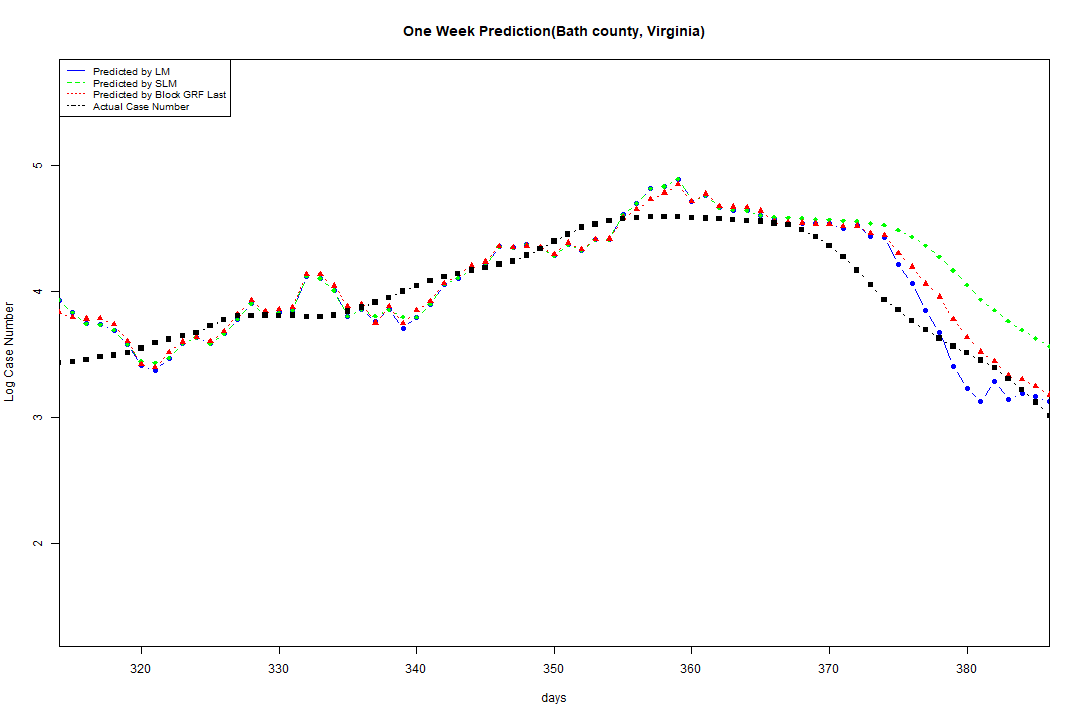 One Week Prediction(Bath county, Virginia)
Predicted by LM
Predicted by SLM
Predicted by Block GRF Last
Actual Case Number
5
4
3
2
Log Case Number
320 330 340 350 360 370 380
days